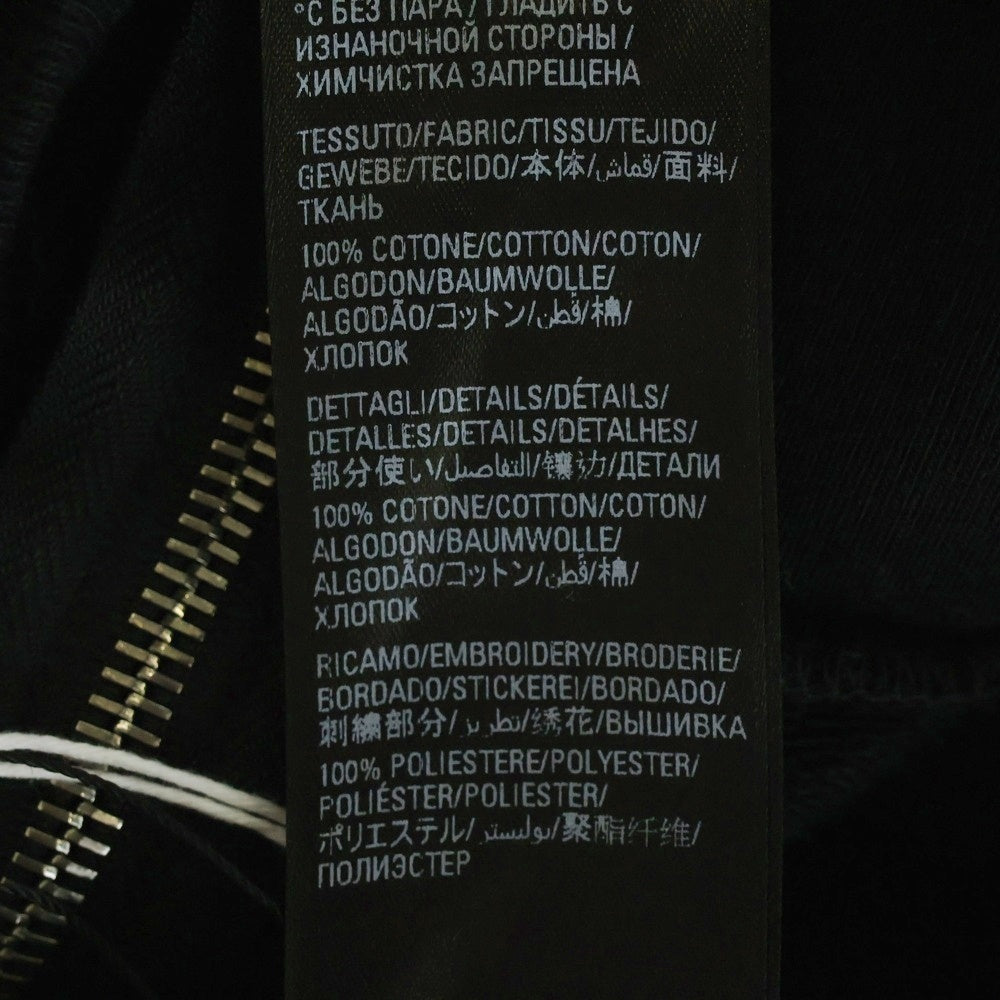 °C БЕЗ ПАРА / ГЛАДИТЬ С
ИЗНАНОЧНОЙ СТОРОНЫ /
ХИМЧИСТКА ЗАПРЕЩЕНА
TESSUTO/FABRIC/TISSU/TEJIDO/
GEWEBE/TECIDO/本体/قماش/面料/
ТКАНЬ
100% COTONE/COTTON/COTON/
ALGODON/BAUMWOLLE/
ALGODÃO/コットン/قطن/棉/
ХЛОПОК
DETTAGLI/DETAILS/DÉTAILS/
DETALLES/DETAILS/DETALHES/
部分使い/التفاصيل/镶边/ДЕТАЛИ
100% COTONE/COTTON/COTON/
ALGODON/BAUMWOLLE/
ALGODÃO/コットン/قطن/棉/
ХЛОПОК
RICAMO/EMBROIDERY/BRODERIE/
BORDADO/STICKEREI/BORDADO/
刺繍部分/تطريز/绣花/ВЫШИВКА
100% POLIESTERE/POLYESTER/
POLIÉSTER/POLIESTER/
ポリエステル/بوليستر/聚酯纤维/
ПОЛИЭСТЕР